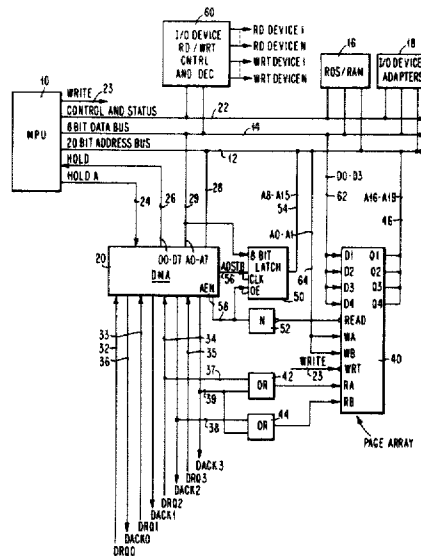 60
I/O DEVICE
RD / WRT
CNTRL
AND DEC
RD DEVICE 1
RD DEVICE N
WRT DEVICE 1
WRT DEVICE N
16
18
ROS/RAM
I/O DEVICE
ADAPTERS
10
MPU
WRITE
23
CONTROL AND STATUS
22
8 BIT DATA BUS
14
20 BIT ADDRESS BUS
12
HOLD
HOLD A
24
26
29
28
A8-A15
54
A0-A1
64
D0-D3
62
A16-A19
46
20
D0-D7
A0-A7
DMA
AEN
ADSTB
56
8 BIT
LATCH
CLK
OE
50
58
N
52
D1
D2
D3
D4
Q1
Q2
Q3
Q4
READ
WA
WB
WRT
RA
RB
40
WRITE
23
PAGE ARRAY
33
32
36
34
35
37
39
38
OR
42
OR
44
DRQ0
DACK0
DRQ1
DACK1
DRQ2
DACK2
DRQ3
DACK3